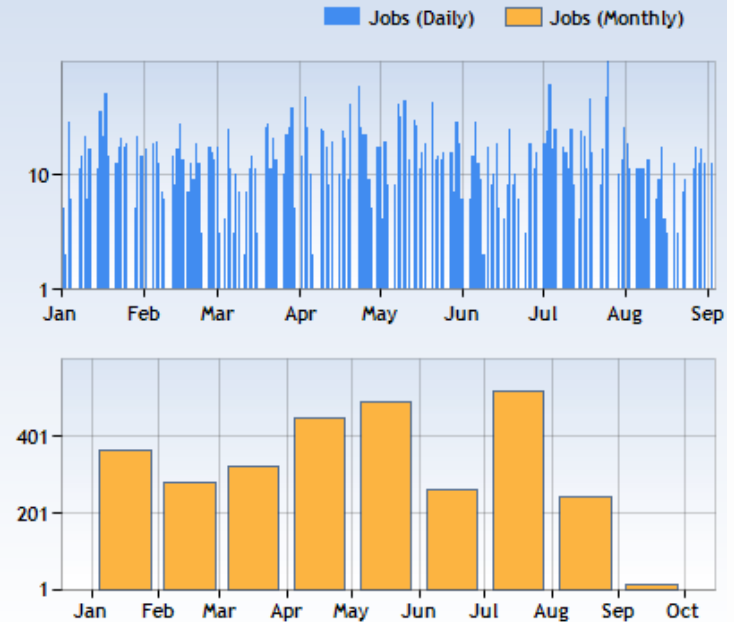 Jobs (Daily) Jobs (Monthly)
10
1
Jan Feb Mar Apr May Jun Jul Aug Sep
401
201
1
Jan Feb Mar Apr May Jun Jul Aug Sep Oct